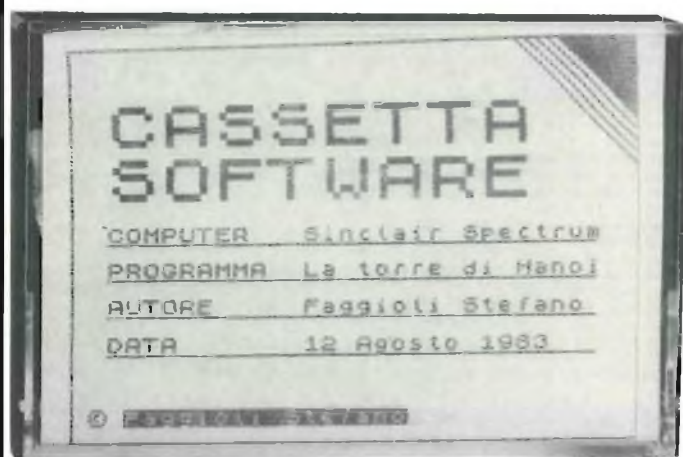 CASSETTA
SOFTWARE
COMPUTER Sinclair Spectrum
PROGRAMMA La torre di Hanoi
AUTORE Faggioli Stefano
DATA 12 Agosto 1983
© Faggioli Stefano